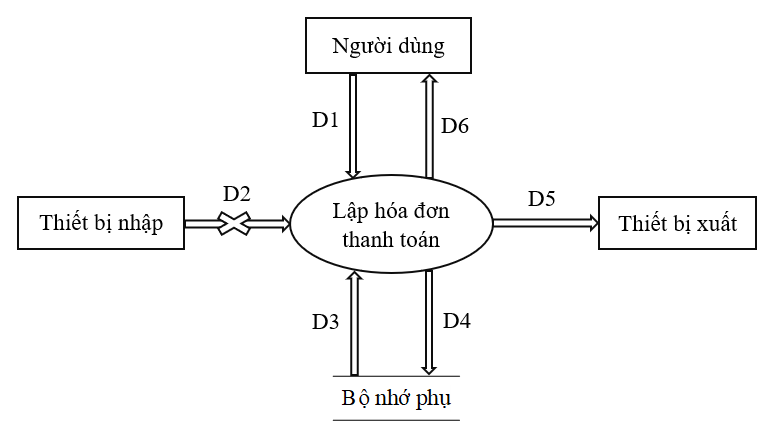 Người dùng
D1
D6
D2
D5
Thiết bị nhập
Lập hóa đơn
thanh toán
Thiết bị xuất
D3
D4
Bộ nhớ phụ